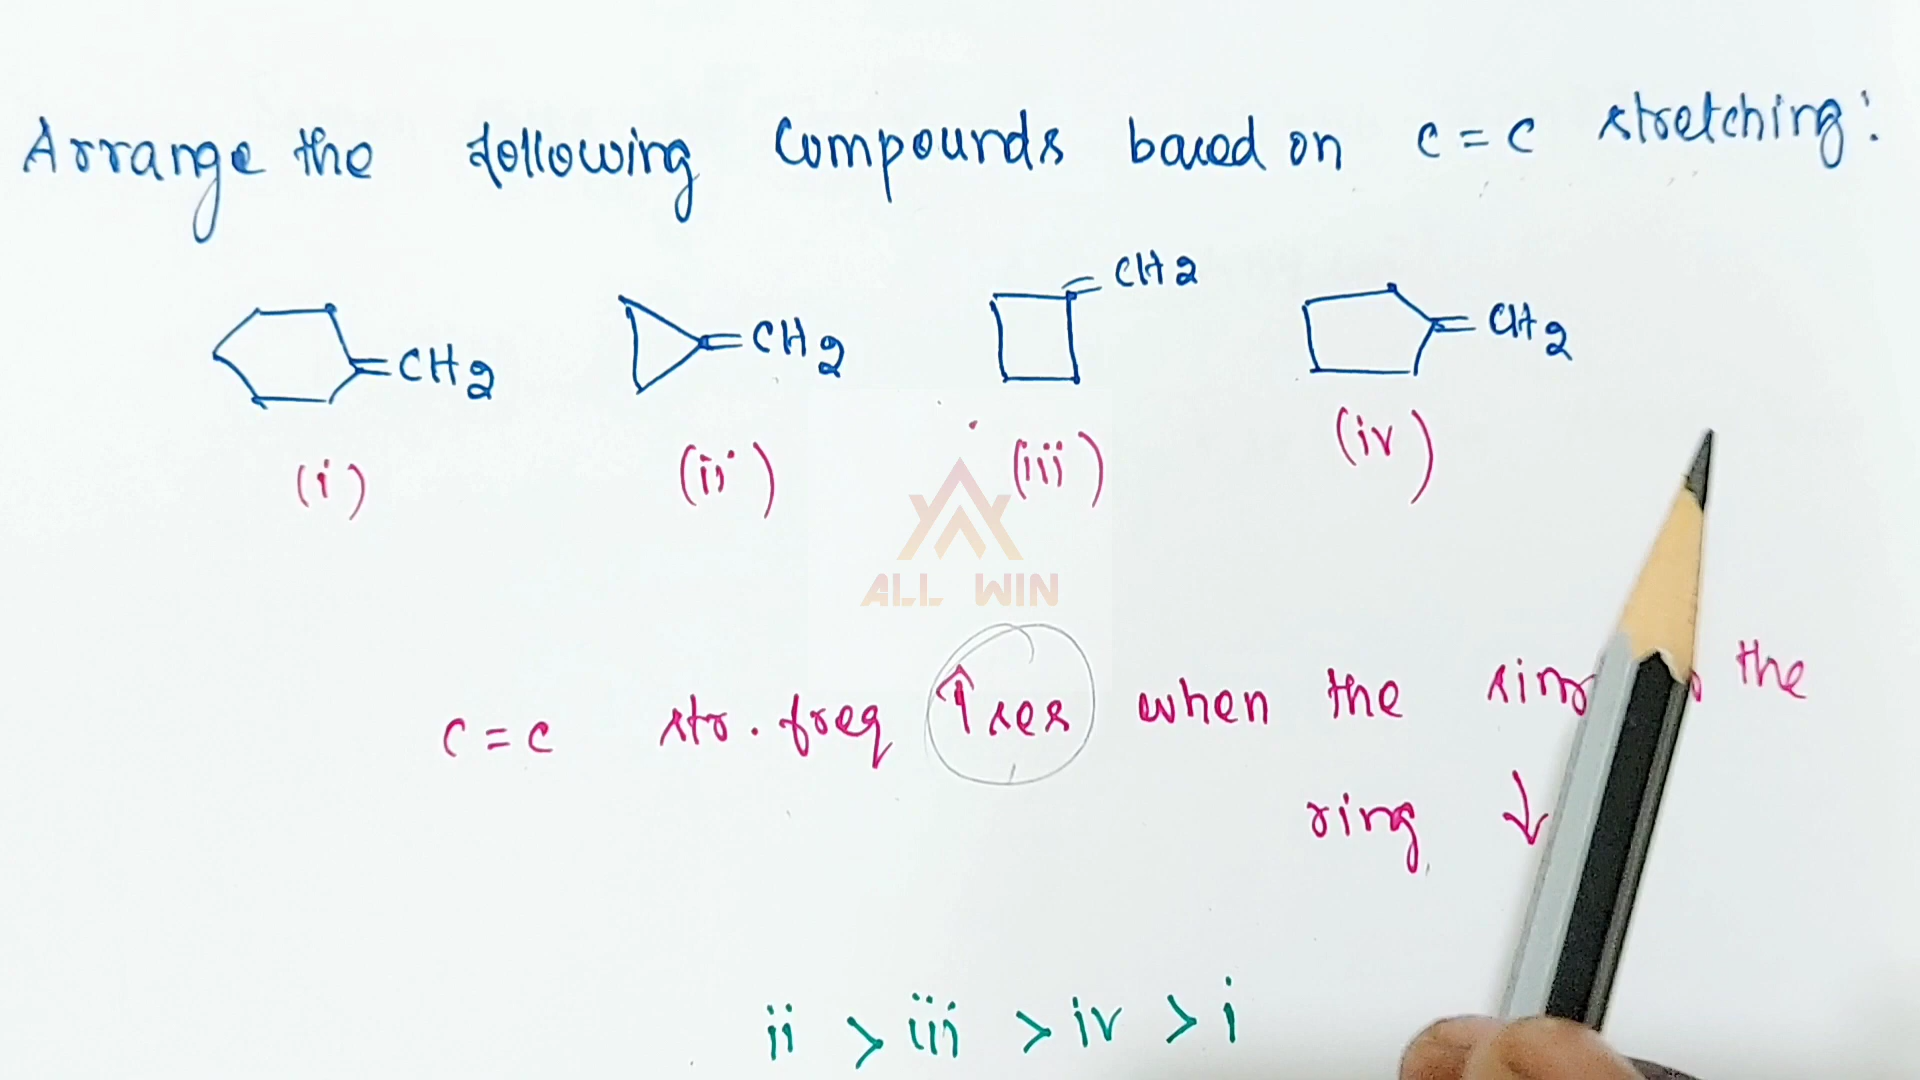 Arrange the following compounds based on c = c stretching:
=CH2 =CH2 =CH2 =CH2
(i) (ii) (iii) (iv)
ALL WIN
c = c str. freq ↑ses when the the
ring ↓
ii > iii > iv > i